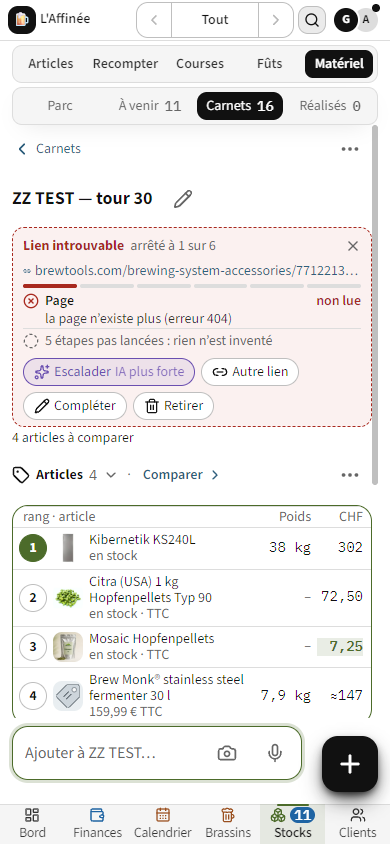 L'Affinée
Tout
G
A
Articles
Recompter
Courses
Fûts
Matériel
Parc
À venir 11
Carnets 16
Réalisés 0
Carnets
ZZ TEST — tour 30
Lien introuvable arrêté à 1 sur 6
brewtools.com/brewing-system-accessories/7712213…
Page non lue
la page n'existe plus (erreur 404)
5 étapes pas lancées : rien n'est inventé
Escalader IA plus forte
Autre lien
Compléter
Retirer
4 articles à comparer
Articles 4 · Comparer
rang · article Poids CHF
1 Kibernetik KS240L 38 kg 302
en stock
Citra (USA) 1 kg
2 Hopfenpellets Typ 90 – 72,50
en stock · TTC
3 Mosaic Hopfenpellets – 7,25
en stock · TTC
Brew Monk® stainless steel
4 fermenter 30 l 7,9 kg ≈147
159,99 € TTC
Ajouter à ZZ TEST…
11
Bord
Finances
Calendrier
Brassins
Stocks
Clients